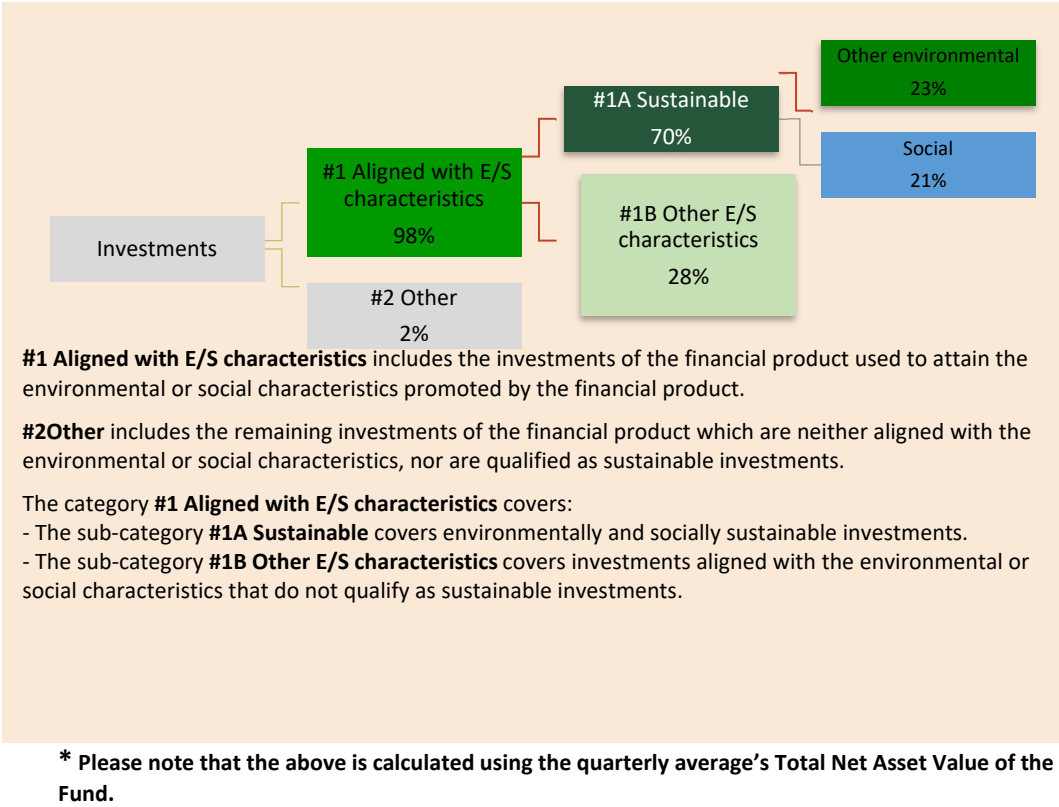 Other environmental
23%
#1A Sustainable
70%
Social
21%
#1 Aligned with E/S
characteristics
98%
#1B Other E/S
characteristics
28%
Investments
#2 Other
2%
#1 Aligned with E/S characteristics includes the investments of the financial product used to attain the
environmental or social characteristics promoted by the financial product.
#2Other includes the remaining investments of the financial product which are neither aligned with the
environmental or social characteristics, nor are qualified as sustainable investments.
The category #1 Aligned with E/S characteristics covers:
- The sub-category #1A Sustainable covers environmentally and socially sustainable investments.
- The sub-category #1B Other E/S characteristics covers investments aligned with the environmental or
social characteristics that do not qualify as sustainable investments.
* Please note that the above is calculated using the quarterly average’s Total Net Asset Value of the
Fund.